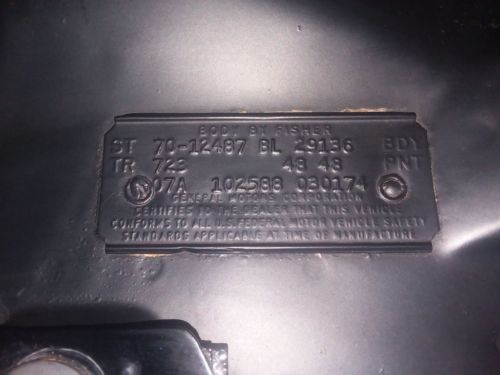 BODY BY FISHER
ST 70-12487 BL 29136 BDY
TR 723 48 48 PNT
07A 102588 030174
GENERAL MOTORS CORPORATION
CERTIFIES TO THE DEALER THAT THIS VEHICLE
CONFORMS TO ALL U.S. FEDERAL MOTOR VEHICLE SAFETY
STANDARDS APPLICABLE AT TIME OF MANUFACTURE